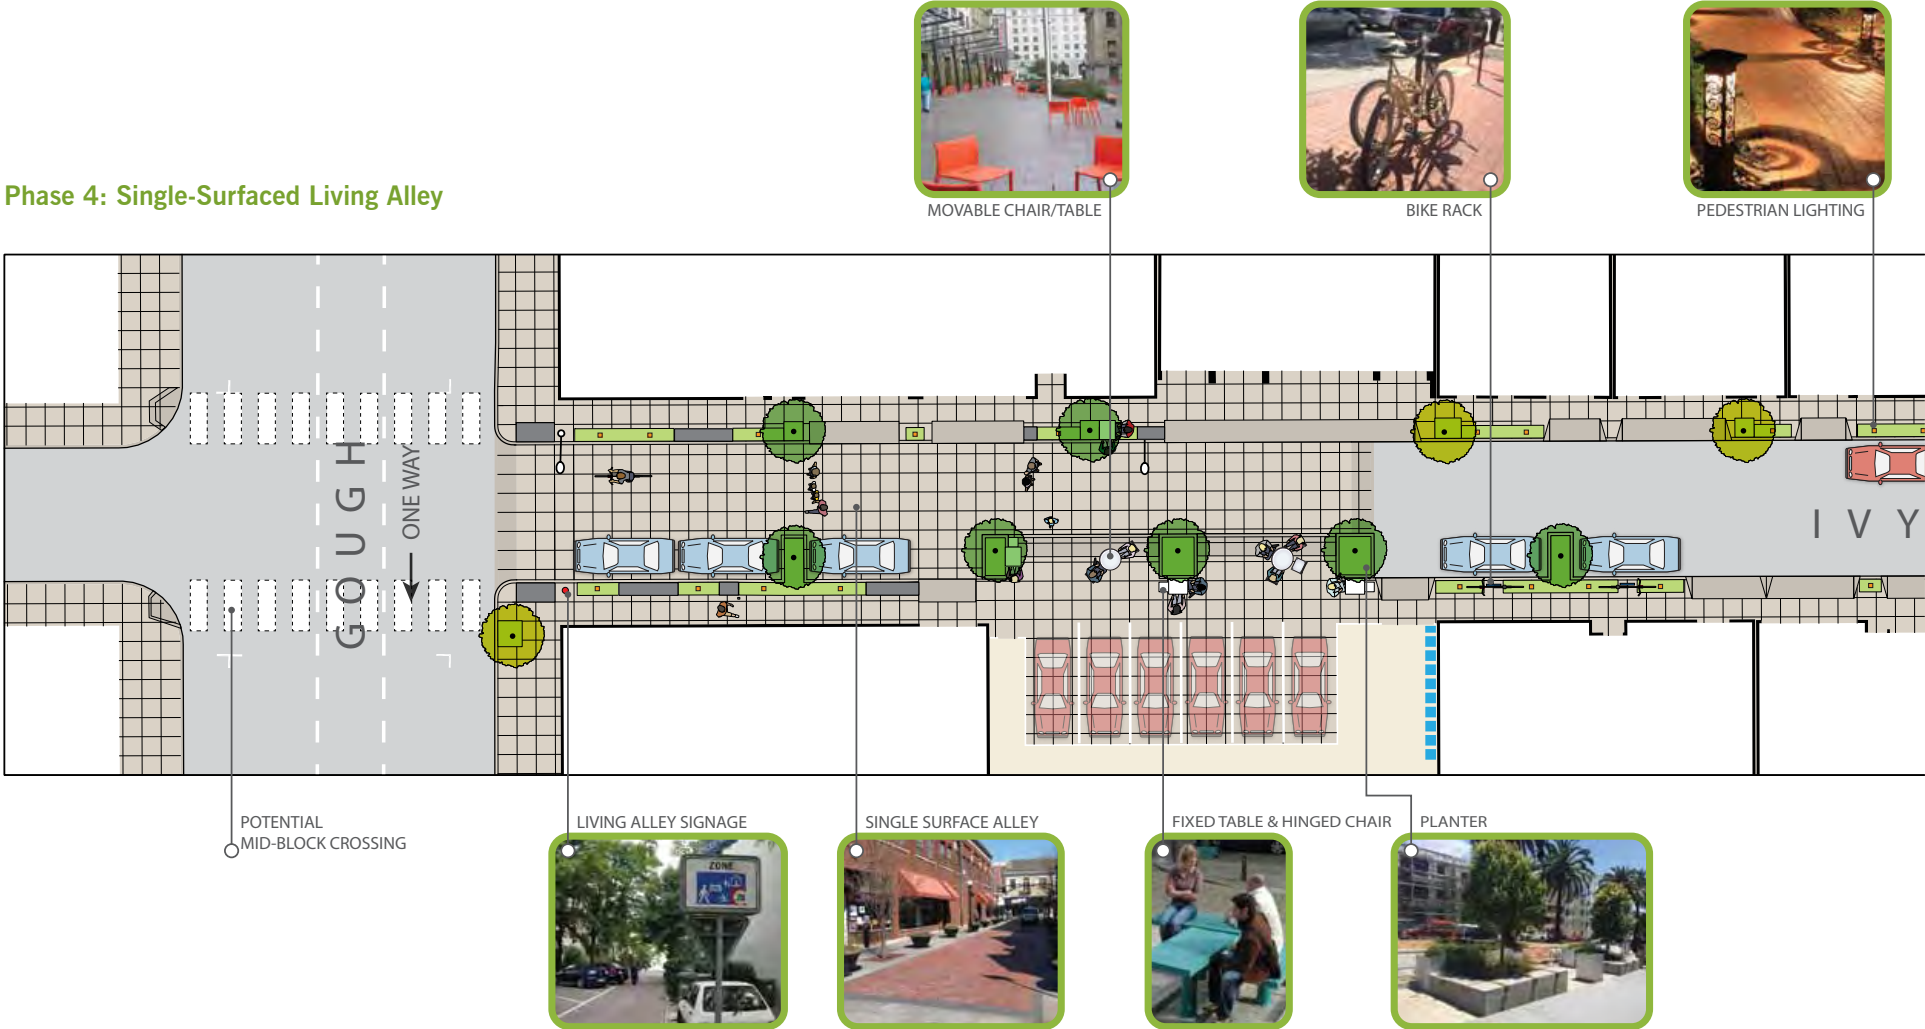 Phase 4: Single-Surfaced Living Alley
MOVABLE CHAIR/TABLE
BIKE RACK
PEDESTRIAN LIGHTING
GOUGH
ONE WAY
IVY
POTENTIAL
MID-BLOCK CROSSING
LIVING ALLEY SIGNAGE
SINGLE SURFACE ALLEY
FIXED TABLE & HINGED CHAIR
PLANTER
ZONE